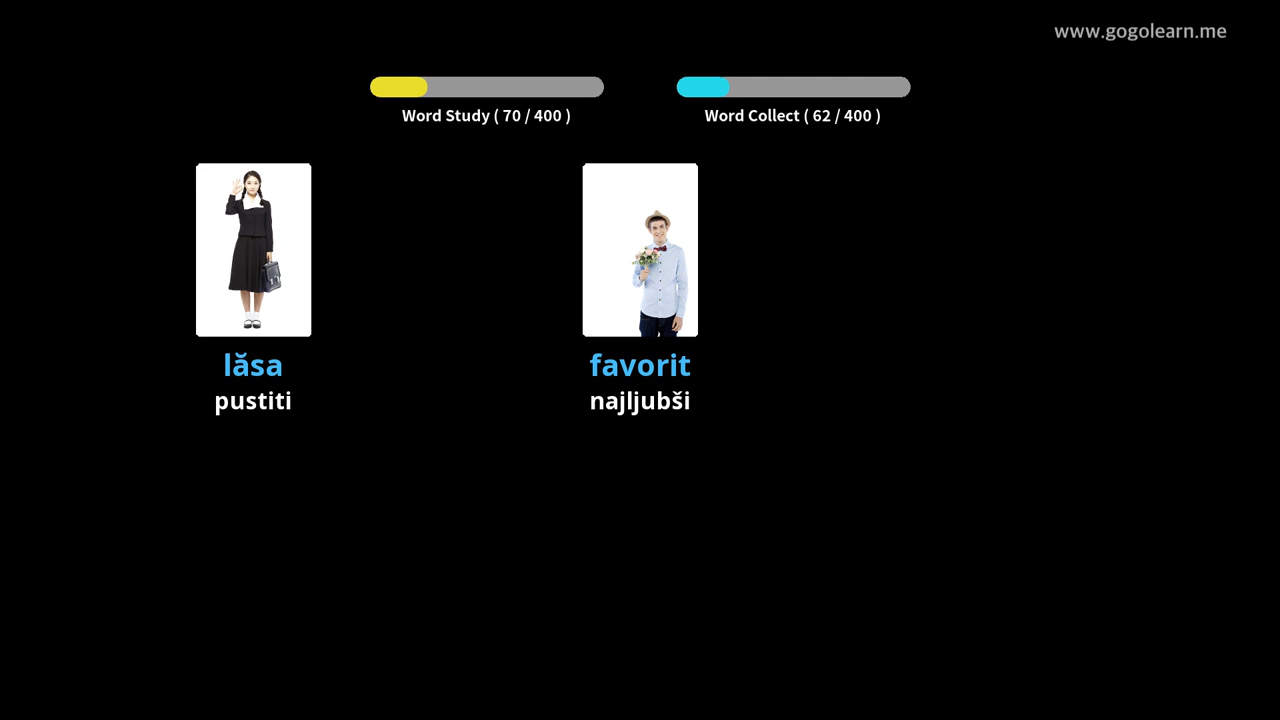 www.gogolearn.me
Word Study ( 70 / 400 )
Word Collect ( 62 / 400 )
lăsa
pustiti
favorit
najljubši